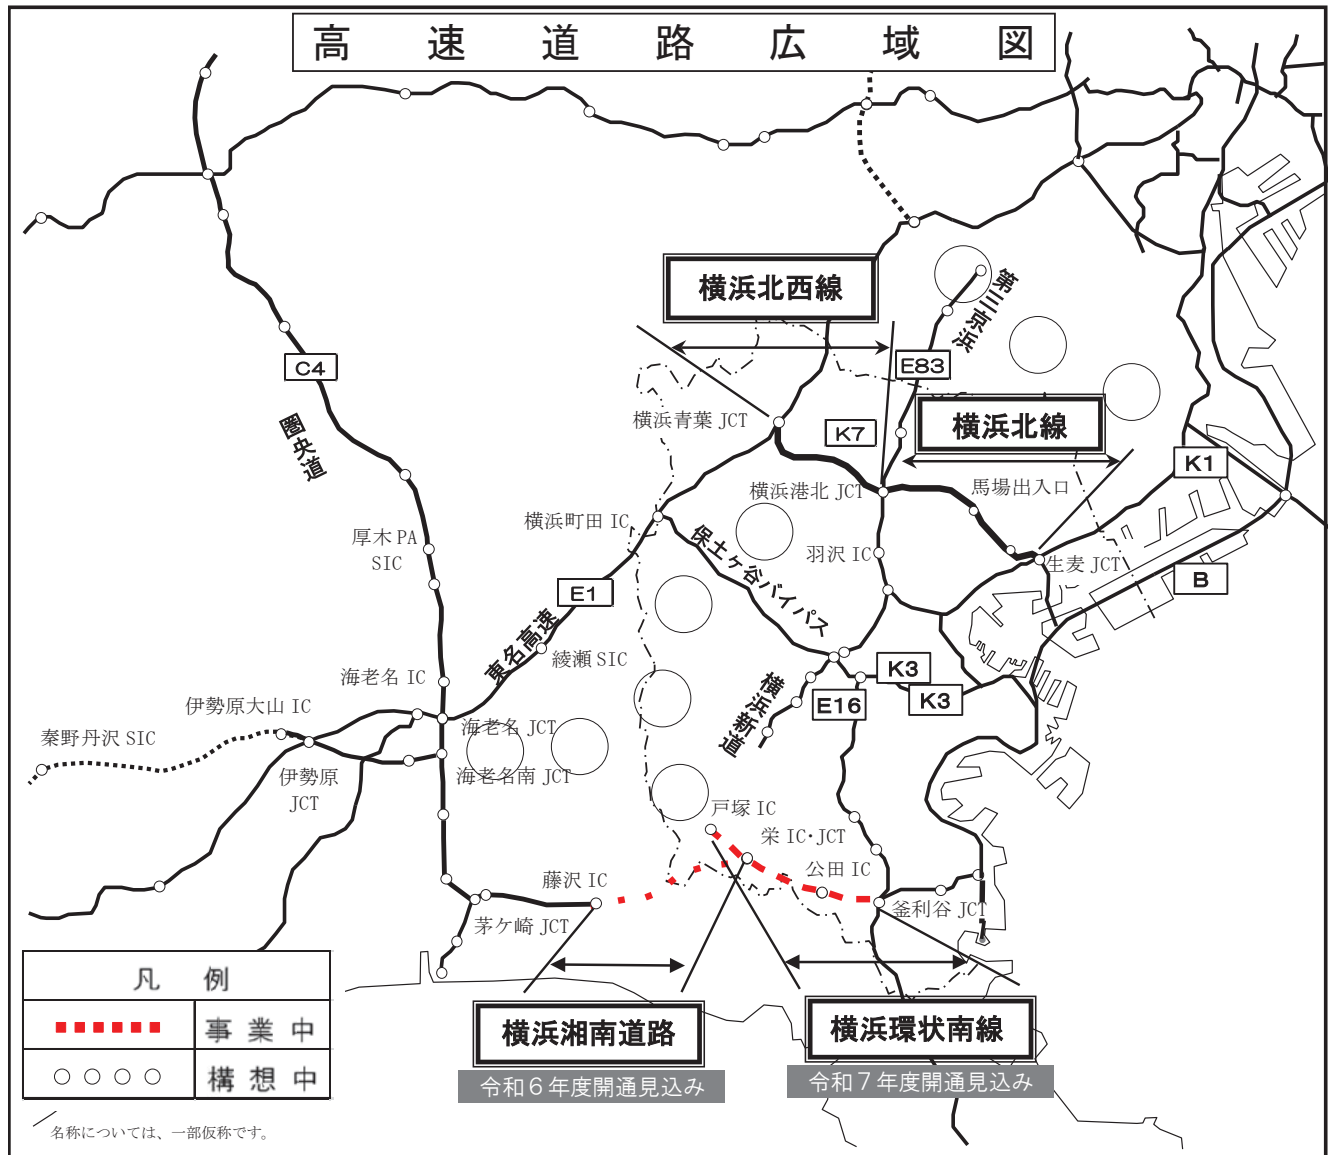 高速道路広域図
横浜北西線
第三京浜
E83
C4
横浜北線
横浜青葉 JCT
K7
圏央道
K1
横浜港北 JCT
馬場出入口
横浜町田 IC
厚木 PA
SIC
保土ヶ谷バイパス
羽沢 IC
生麦 JCT
E1
B
東名高速
綾瀬 SIC
海老名 IC
K3
横浜新道
E16
K3
伊勢原大山 IC
海老名 JCT
秦野丹沢 SIC
伊勢原
JCT
海老名南 JCT
戸塚 IC
栄 IC・JCT
公田 IC
藤沢 IC
釜利谷 JCT
茅ケ崎 JCT
凡例
事業中
構想中
横浜湘南道路
横浜環状南線
令和６年度開通見込み
令和７年度開通見込み
名称については、一部仮称です。